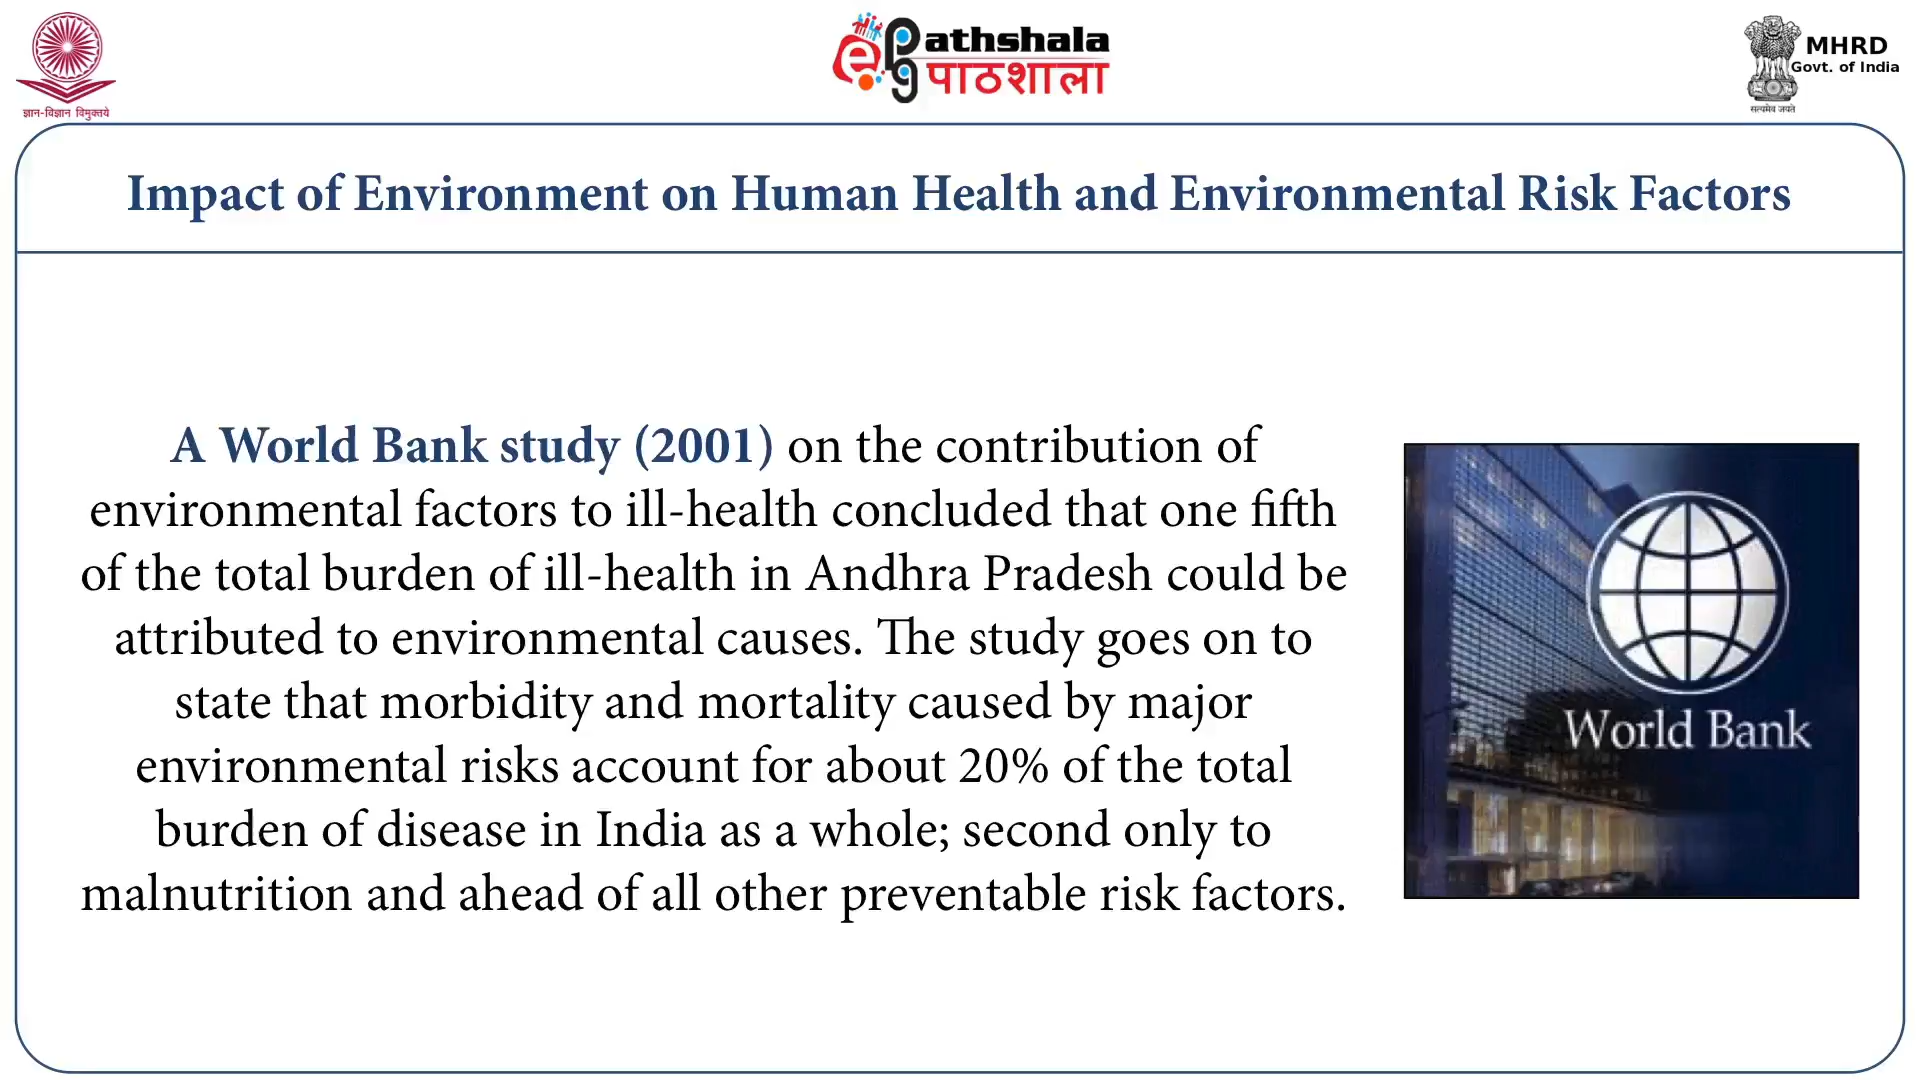 ज्ञान-विज्ञान विमुक्तये
ePG Pathshala
पाठशाला
MHRD
Govt. of India
सत्यमेव जयते
Impact of Environment on Human Health and Environmental Risk Factors
A World Bank study (2001) on the contribution of
environmental factors to ill-health concluded that one fifth
of the total burden of ill-health in Andhra Pradesh could be
attributed to environmental causes. The study goes on to
state that morbidity and mortality caused by major
environmental risks account for about 20% of the total
burden of disease in India as a whole; second only to
malnutrition and ahead of all other preventable risk factors.
World Bank